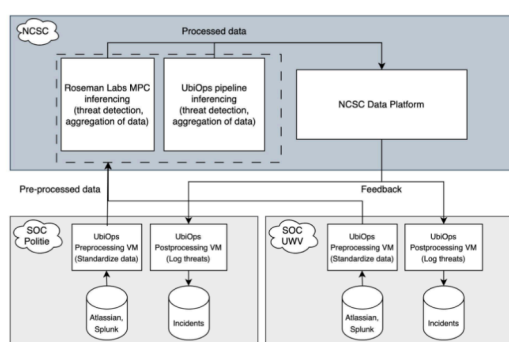 NCSC
Processed data
Roseman Labs MPC
inferencing
(threat detection,
aggregation of data)
UbiOps pipeline
inferencing
(threat detection,
aggregation of data)
NCSC Data Platform
Pre-processed data
Feedback
SOC
Politie
UbiOps
Preprocessing VM
(Standardize data)
UbiOps
Postprocessing VM
(Log threats)
Atlassian,
Splunk
Incidents
SOC
UWV
UbiOps
Preprocessing VM
(Standardize data)
UbiOps
Postprocessing VM
(Log threats)
Atlassian,
Splunk
Incidents